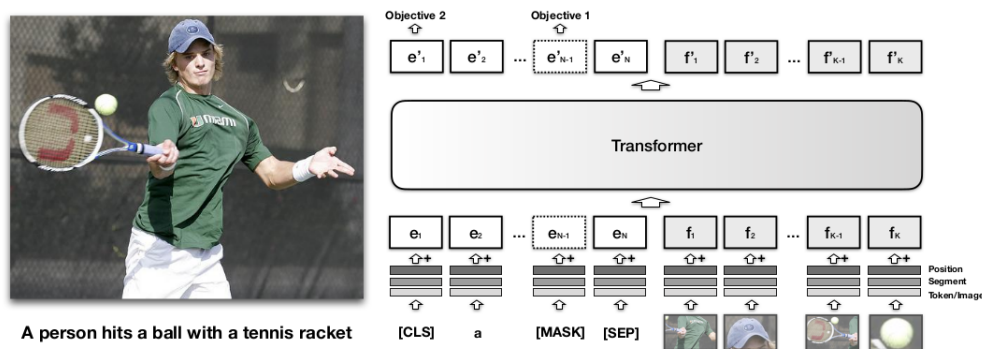 Objective 2
Objective 1
e'1 e'2 ... e'N-1 e'N f'1 f'2 ... f'K-1 f'K
Transformer
e1 e2 ... eN-1 eN f1 f2 ... fK-1 fK
+ + + + + + + +
Position
Segment
Token/Image
[CLS] a [MASK] [SEP]
miami
A person hits a ball with a tennis racket